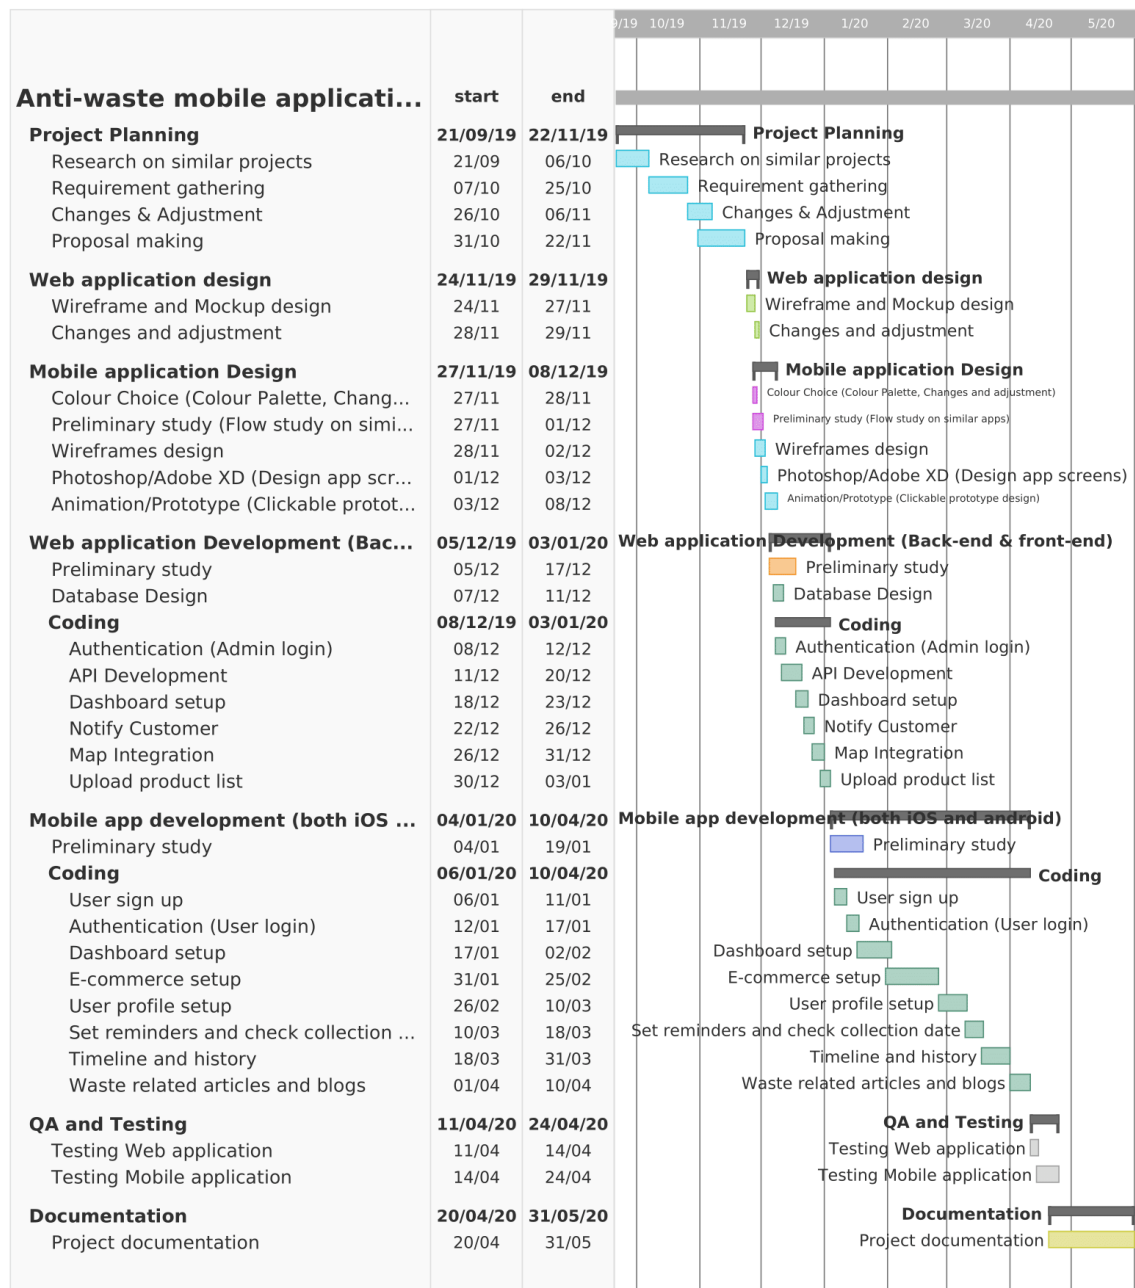 9/19 10/19 11/19 12/19 1/20 2/20 3/20 4/20 5/20
Anti-waste mobile applicati... start end
Project Planning 21/09/19 22/11/19 Project Planning
Research on similar projects 21/09 06/10 Research on similar projects
Requirement gathering 07/10 25/10 Requirement gathering
Changes & Adjustment 26/10 06/11 Changes & Adjustment
Proposal making 31/10 22/11 Proposal making
Web application design 24/11/19 29/11/19 Web application design
Wireframe and Mockup design 24/11 27/11 Wireframe and Mockup design
Changes and adjustment 28/11 29/11 Changes and adjustment
Mobile application Design 27/11/19 08/12/19 Mobile application Design
Colour Choice (Colour Palette, Chang... 27/11 28/11 Colour Choice (Colour Palette, Changes and adjustment)
Preliminary study (Flow study on simi... 27/11 01/12 Preliminary study (Flow study on similar apps)
Wireframes design 28/11 02/12 Wireframes design
Photoshop/Adobe XD (Design app scr... 01/12 03/12 Photoshop/Adobe XD (Design app screens)
Animation/Prototype (Clickable protot... 03/12 08/12 Animation/Prototype (Clickable prototype design)
Web application Development (Bac... 05/12/19 03/01/20 Web application Development (Back-end & front-end)
Preliminary study 05/12 17/12 Preliminary study
Database Design 07/12 11/12 Database Design
Coding 08/12/19 03/01/20 Coding
Authentication (Admin login) 08/12 12/12 Authentication (Admin login)
API Development 11/12 20/12 API Development
Dashboard setup 18/12 23/12 Dashboard setup
Notify Customer 22/12 26/12 Notify Customer
Map Integration 26/12 31/12 Map Integration
Upload product list 30/12 03/01 Upload product list
Mobile app development (both iOS ... 04/01/20 10/04/20 Mobile app development (both iOS and android)
Preliminary study 04/01 19/01 Preliminary study
Coding 06/01/20 10/04/20 Coding
User sign up 06/01 11/01 User sign up
Authentication (User login) 12/01 17/01 Authentication (User login)
Dashboard setup 17/01 02/02 Dashboard setup
E-commerce setup 31/01 25/02 E-commerce setup
User profile setup 26/02 10/03 User profile setup
Set reminders and check collection ... 10/03 18/03 Set reminders and check collection date
Timeline and history 18/03 31/03 Timeline and history
Waste related articles and blogs 01/04 10/04 Waste related articles and blogs
QA and Testing 11/04/20 24/04/20 QA and Testing
Testing Web application 11/04 14/04 Testing Web application
Testing Mobile application 14/04 24/04 Testing Mobile application
Documentation 20/04/20 31/05/20 Documentation
Project documentation 20/04 31/05 Project documentation